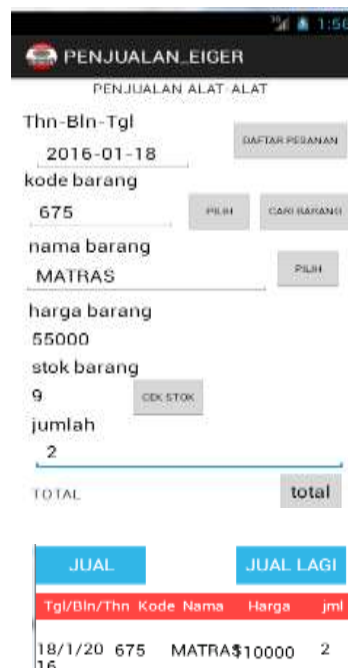 1:56
PENJUALAN_EIGER
PENJUALAN ALAT-ALAT
Thn-Bln-Tgl
2016-01-18 DAFTAR PESANAN
kode barang
675 PILIH CARI BARANG
nama barang
MATRAS PILIH
harga barang
55000
stok barang
9 CEK STOK
jumlah
2
TOTAL total
JUAL JUAL LAGI
Tgl/Bln/Thn Kode Nama Harga jml
18/1/20 675 MATRA$10000 2
16